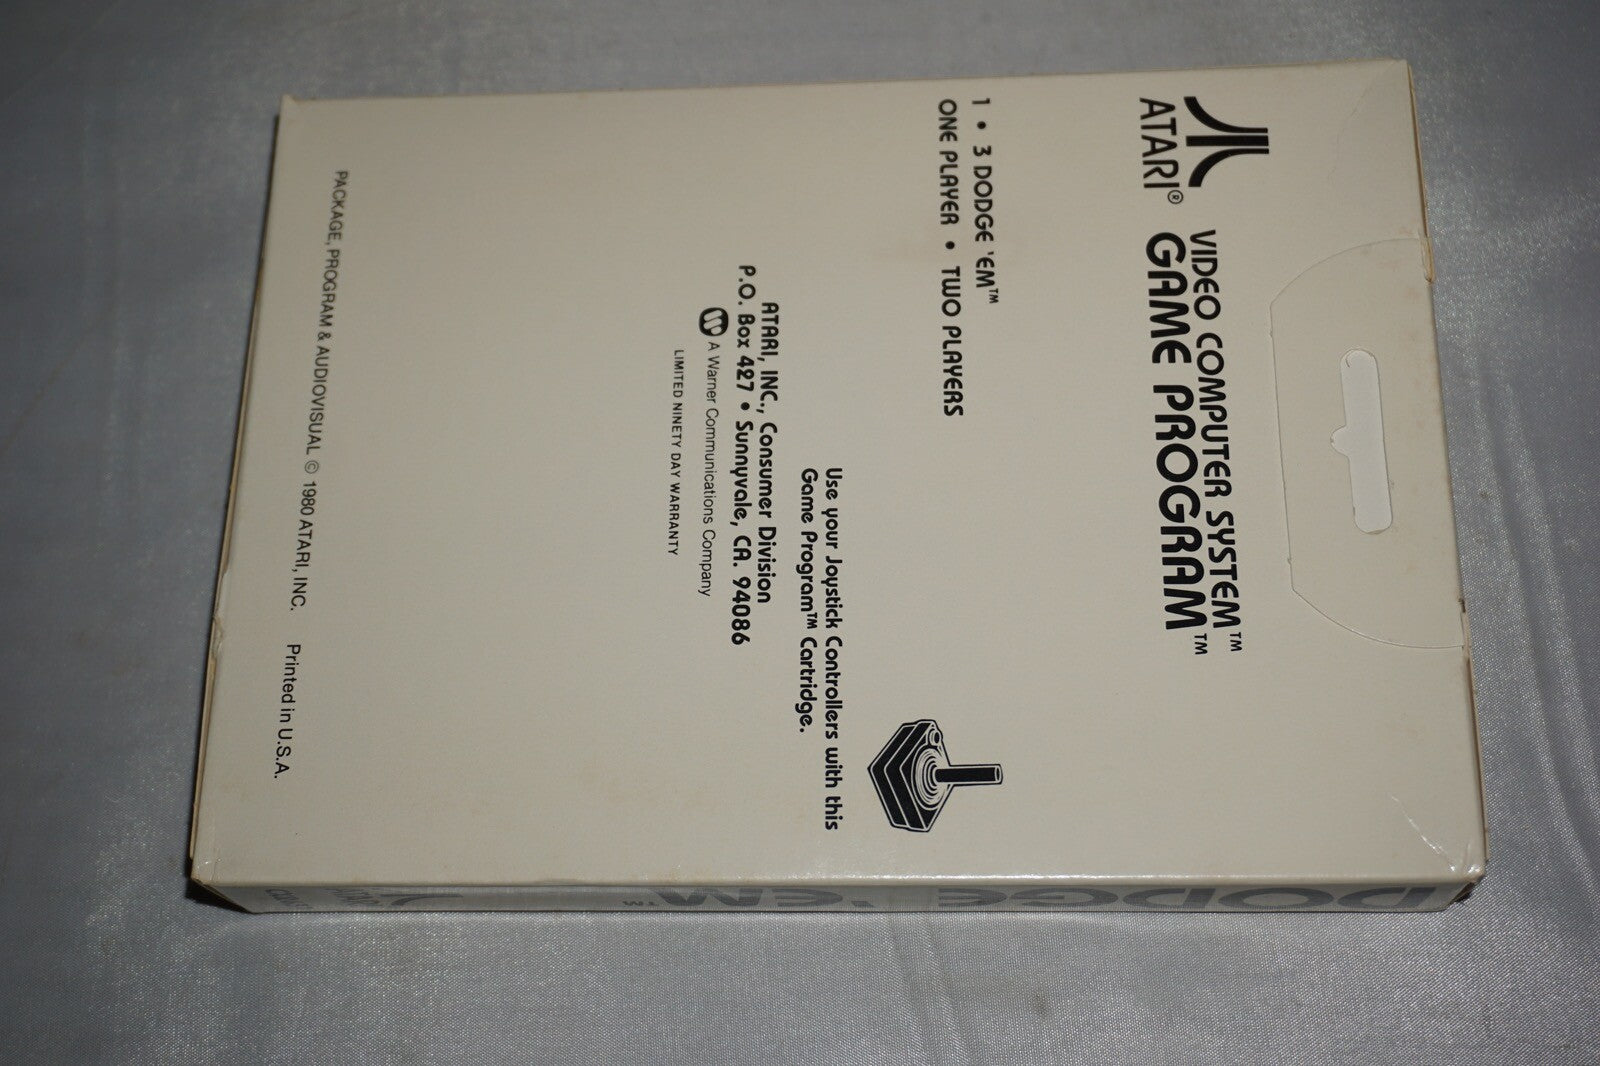 ATARI®
VIDEO COMPUTER SYSTEM™
GAME PROGRAM™
1 • 3 DODGE 'EM™
ONE PLAYER • TWO PLAYERS
Use your Joystick Controllers with this
Game Program™ Cartridge.
ATARI, INC., Consumer Division
P.O. Box 427 • Sunnyvale, CA. 94086
A Warner Communications Company
LIMITED NINETY DAY WARRANTY
PACKAGE, PROGRAM & AUDIOVISUAL © 1980 ATARI, INC. Printed in U.S.A.
DODGE 'EM™